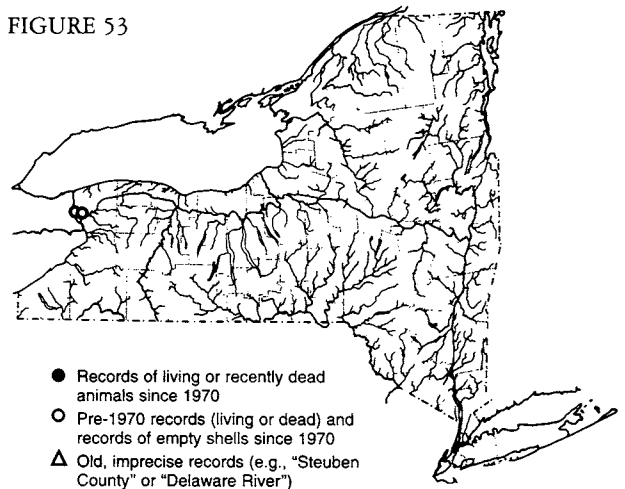 FIGURE 53
● Records of living or recently dead
animals since 1970
○ Pre-1970 records (living or dead) and
records of empty shells since 1970
△ Old, imprecise records (e.g., "Steuben
County" or "Delaware River")